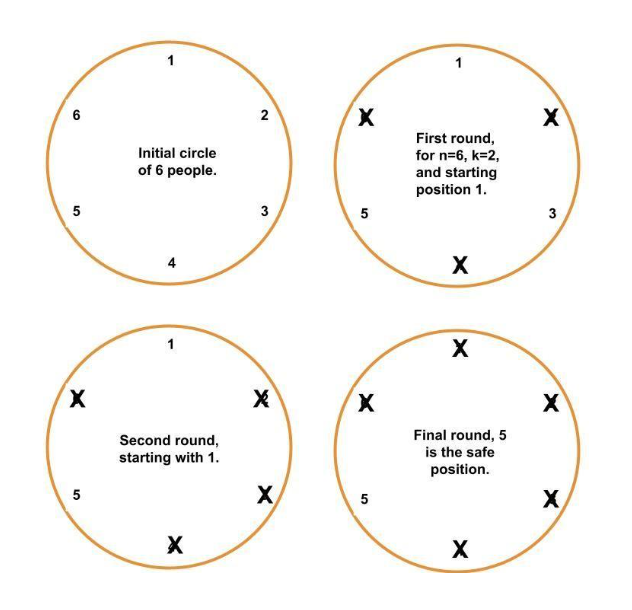 1
6
2
Initial circle
of 6 people.
5
3
4
1
X
X
First round,
for n=6, k=2,
and starting
position 1.
5
3
X
1
X
X
Second round,
starting with 1.
5
X
X
X
X
X
Final round, 5
is the safe
position.
5
X
X